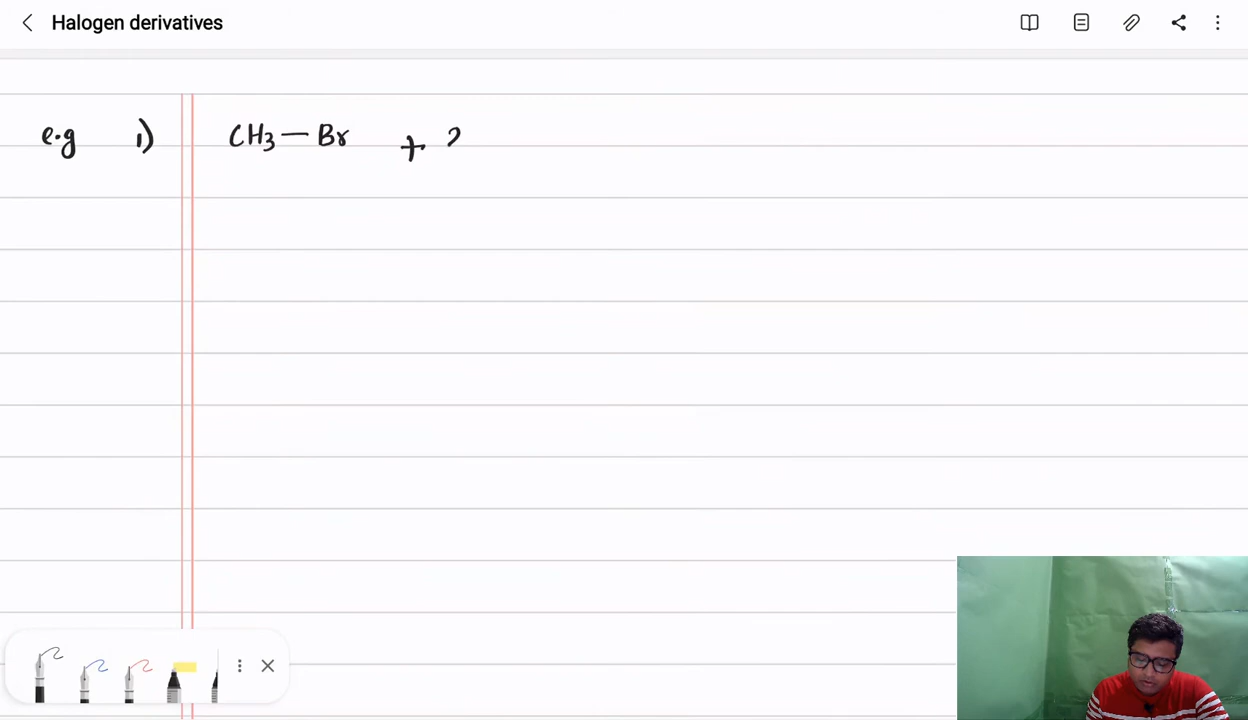 Halogen derivatives
e.g 1) CH3 — Br + 2